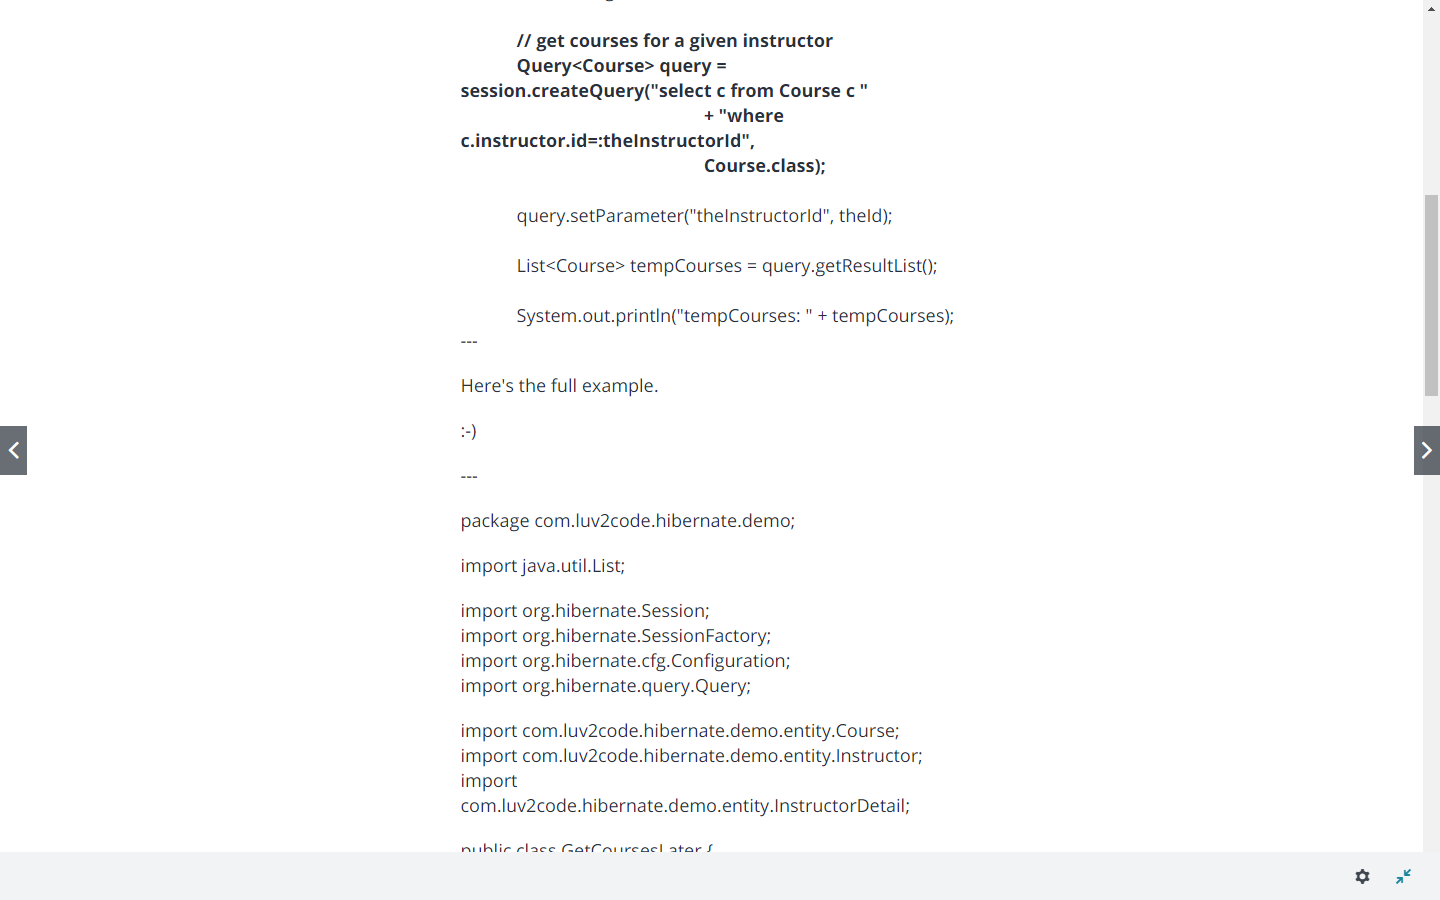 // get courses for a given instructor
Query<Course> query =
session.createQuery("select c from Course c "
+ "where
c.instructor.id=:theInstructorId",
Course.class);
query.setParameter("theInstructorId", theId);
List<Course> tempCourses = query.getResultList();
System.out.println("tempCourses: " + tempCourses);
---
Here's the full example.
:-)
---
package com.luv2code.hibernate.demo;
import java.util.List;
import org.hibernate.Session;
import org.hibernate.SessionFactory;
import org.hibernate.cfg.Configuration;
import org.hibernate.query.Query;
import com.luv2code.hibernate.demo.entity.Course;
import com.luv2code.hibernate.demo.entity.Instructor;
import
com.luv2code.hibernate.demo.entity.InstructorDetail;
public class GetCoursesLater {